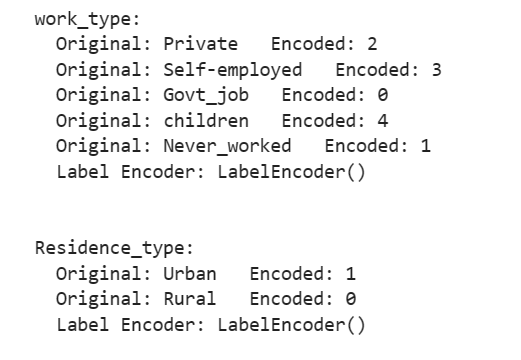 work_type:
Original: Private Encoded: 2
Original: Self-employed Encoded: 3
Original: Govt_job Encoded: 0
Original: children Encoded: 4
Original: Never_worked Encoded: 1
Label Encoder: LabelEncoder()
Residence_type:
Original: Urban Encoded: 1
Original: Rural Encoded: 0
Label Encoder: LabelEncoder()